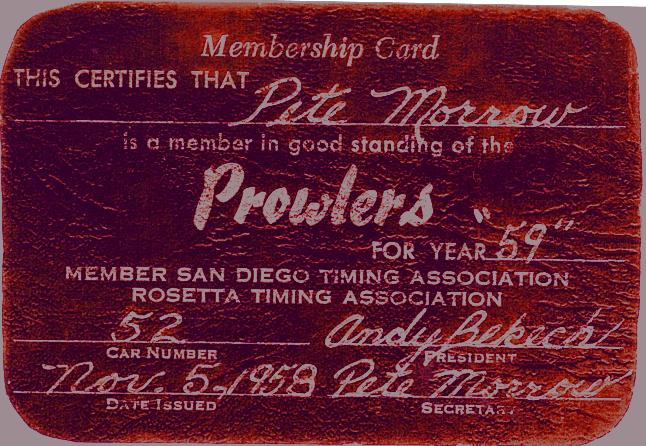 Membership Card
THIS CERTIFIES THAT Pete Morrow
is a member in good standing of the
Prowlers
FOR YEAR "59"
MEMBER SAN DIEGO TIMING ASSOCIATION
ROSETTA TIMING ASSOCIATION
52 Andy Bekech
CAR NUMBER PRESIDENT
Nov. 5, 1958 Pete Morrow
DATE ISSUED SECRETARY